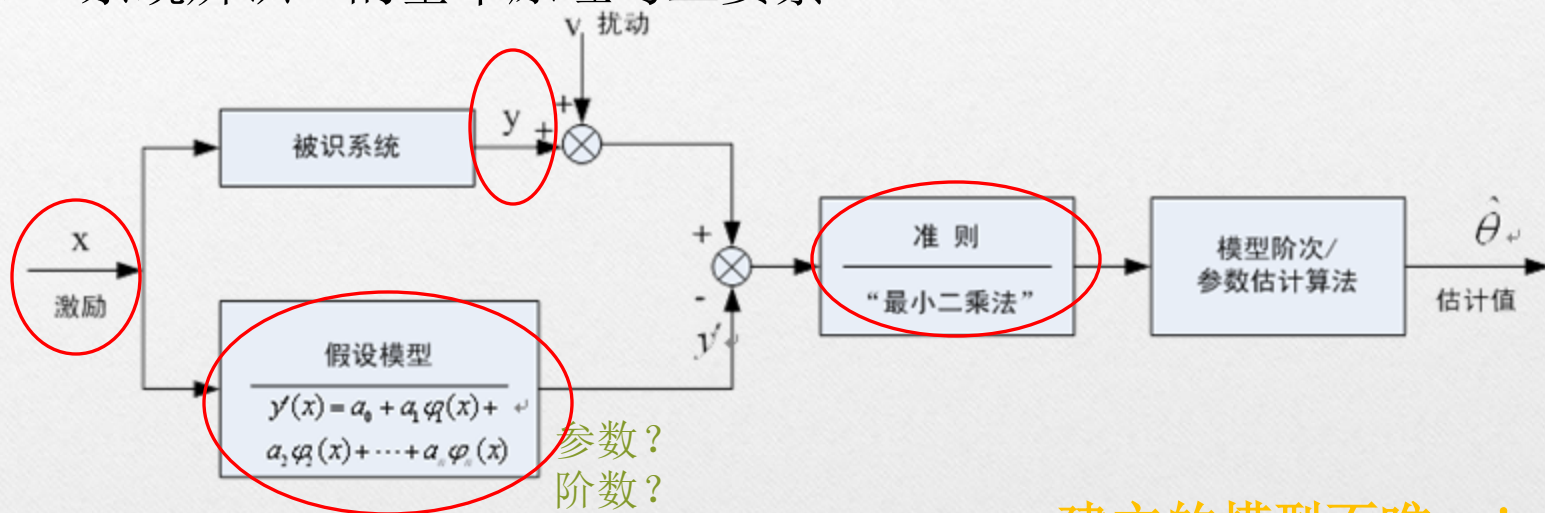 v 扰动
+
y
+
被识系统
x
激励
+
-
y'
准 则
“最小二乘法”
模型阶次/
参数估计算法
θ̂
估计值
假设模型
y'(x)=a₀+a₁φ₁(x)+
a₂φ₂(x)+⋯+aₙφₙ(x)
参数?
阶数?